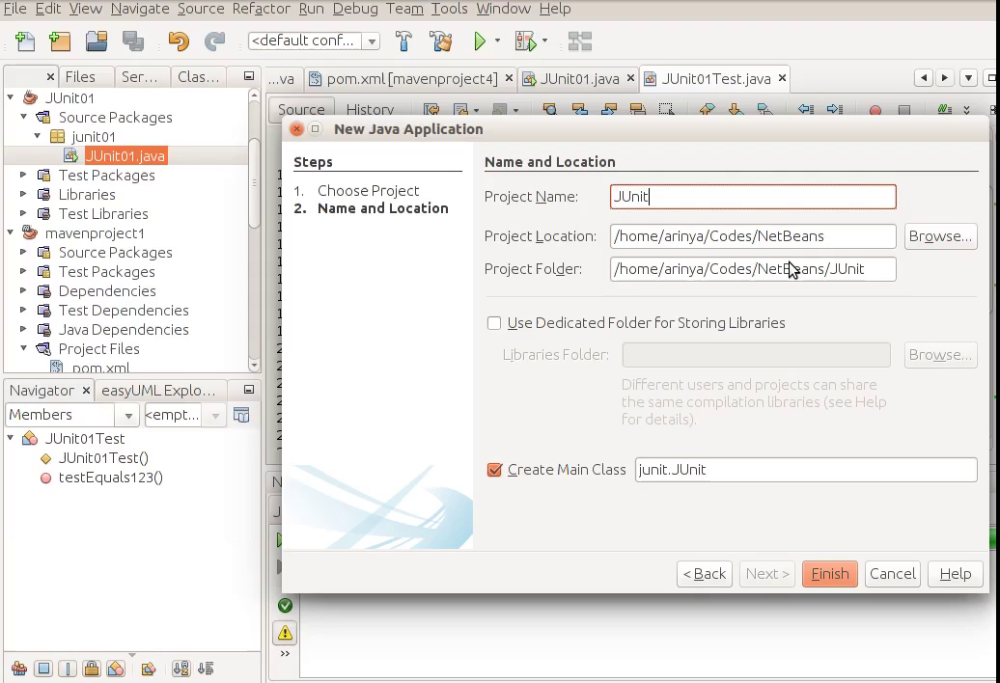 File Edit View Navigate Source Refactor Run Debug Team Tools Window Help
<default conf...
Files Ser... Clas...
...va pom.xml [mavenproject4] JUnit01.java JUnit01Test.java
Source History
JUnit01
Source Packages
junit01
JUnit01.java
Test Packages
Libraries
Test Libraries
mavenproject1
Source Packages
Test Packages
Dependencies
Test Dependencies
Java Dependencies
Project Files
pom.xml
Navigator easyUML Explo...
Members <empt...
JUnit01Test
JUnit01Test()
testEquals123()
New Java Application
Steps
1. Choose Project
2. Name and Location
Name and Location
Project Name: JUnit
Project Location: /home/arinya/Codes/NetBeans Browse...
Project Folder: /home/arinya/Codes/NetBeans/JUnit
Use Dedicated Folder for Storing Libraries
Libraries Folder: Browse...
Different users and projects can share
the same compilation libraries (see Help
for details).
Create Main Class junit.JUnit
< Back Next > Finish Cancel Help